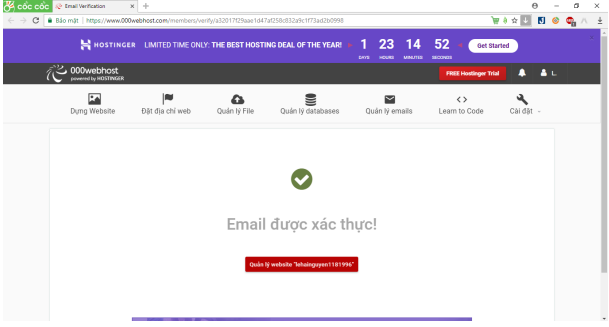 cốc cốc
Email Verification
Bảo mật | https://www.000webhost.com/members/verify/a32017f29aae1d47af258c832a9c1f73ad2b0998
HOSTINGER LIMITED TIME ONLY: THE BEST HOSTING DEAL OF THE YEAR! 1 23 14 52 Get Started
DAYS HOURS MINUTES SECONDS
000webhost FREE Hostinger Trial L.
powered by HOSTINGER
Dựng Website Đặt địa chỉ web Quản lý File Quản lý databases Quản lý emails Learn to Code Cài đặt
Email được xác thực!
Quản lý website "lehainguyen1181996"